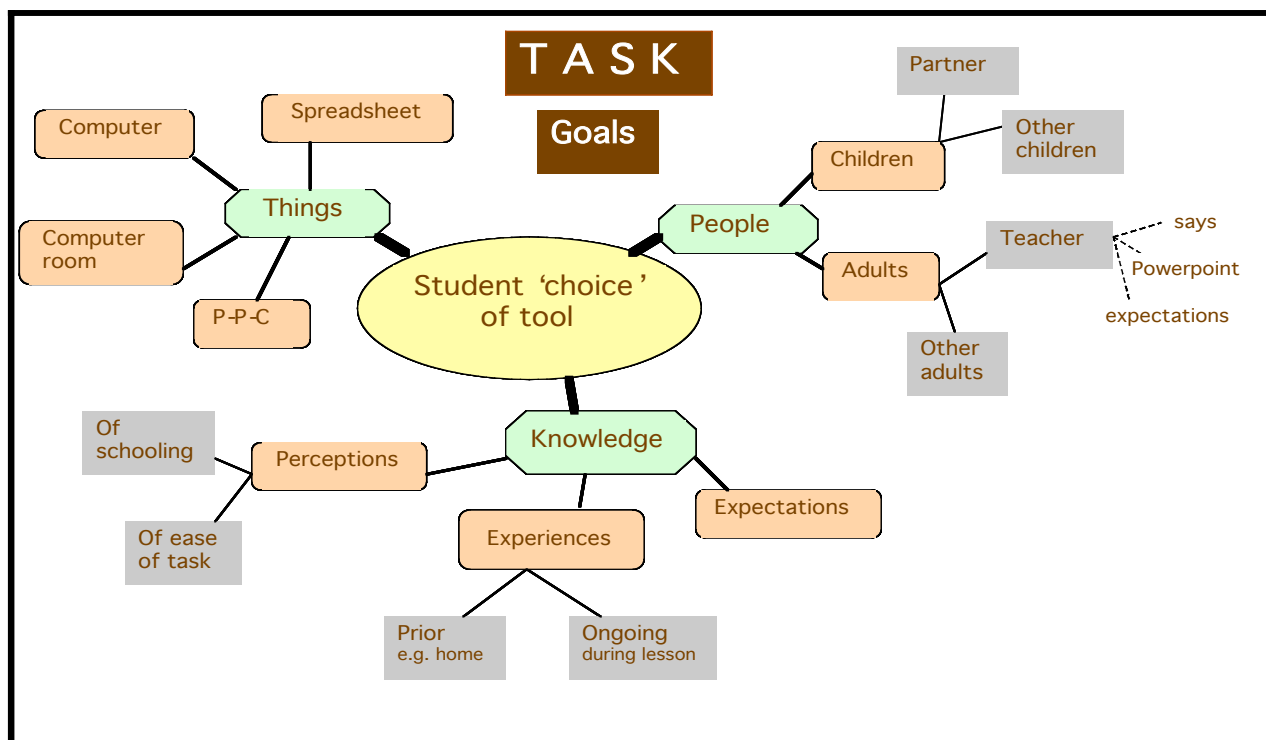 T A S K
Goals
Spreadsheet
Computer
Things
Computer
room
P-P-C
Partner
Other
children
Children
People
Adults
Teacher
says
Powerpoint
expectations
Other
adults
Student ‘choice’
of tool
Knowledge
Of
schooling
Perceptions
Of ease
of task
Experiences
Expectations
Prior
e.g. home
Ongoing
during lesson